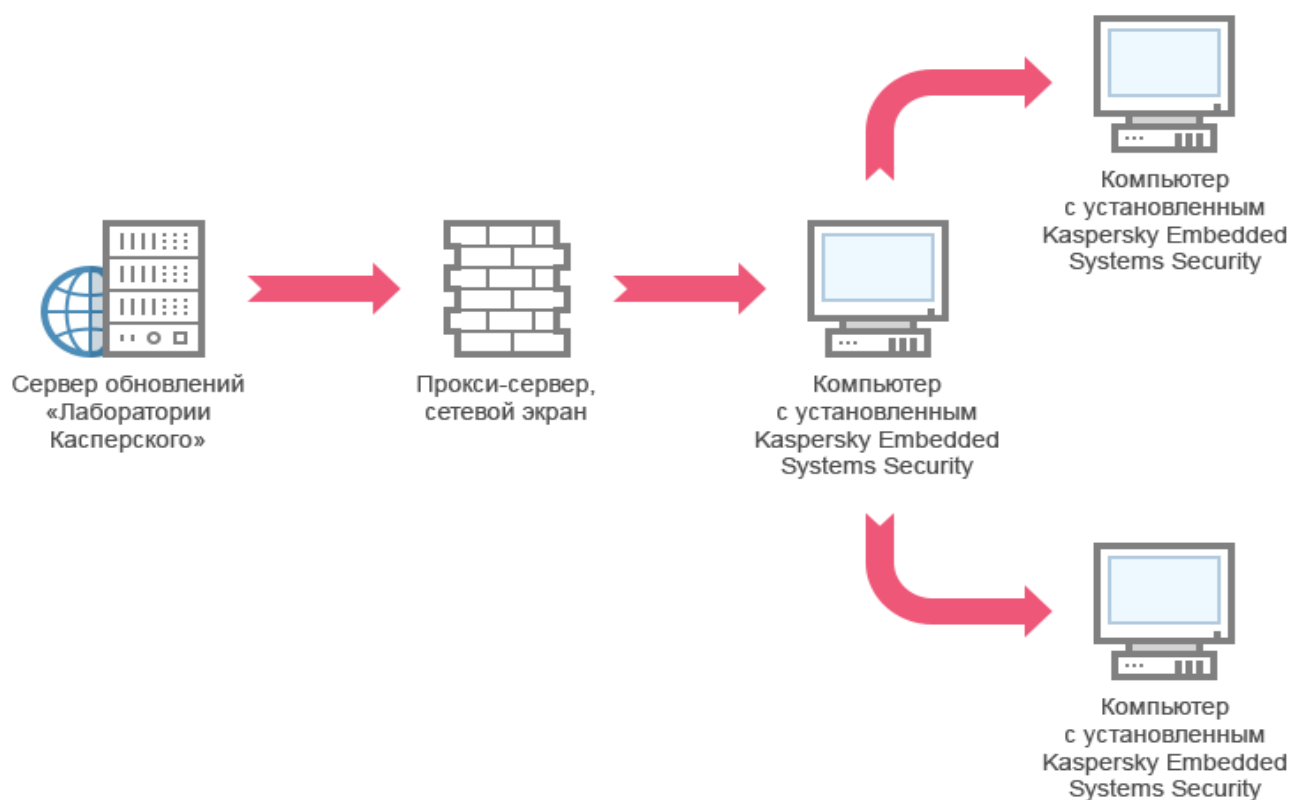 Компьютер
с установленным
Kaspersky Embedded
Systems Security
Сервер обновлений
«Лаборатории
Касперского»
Прокси-сервер,
сетевой экран
Компьютер
с установленным
Kaspersky Embedded
Systems Security
Компьютер
с установленным
Kaspersky Embedded
Systems Security